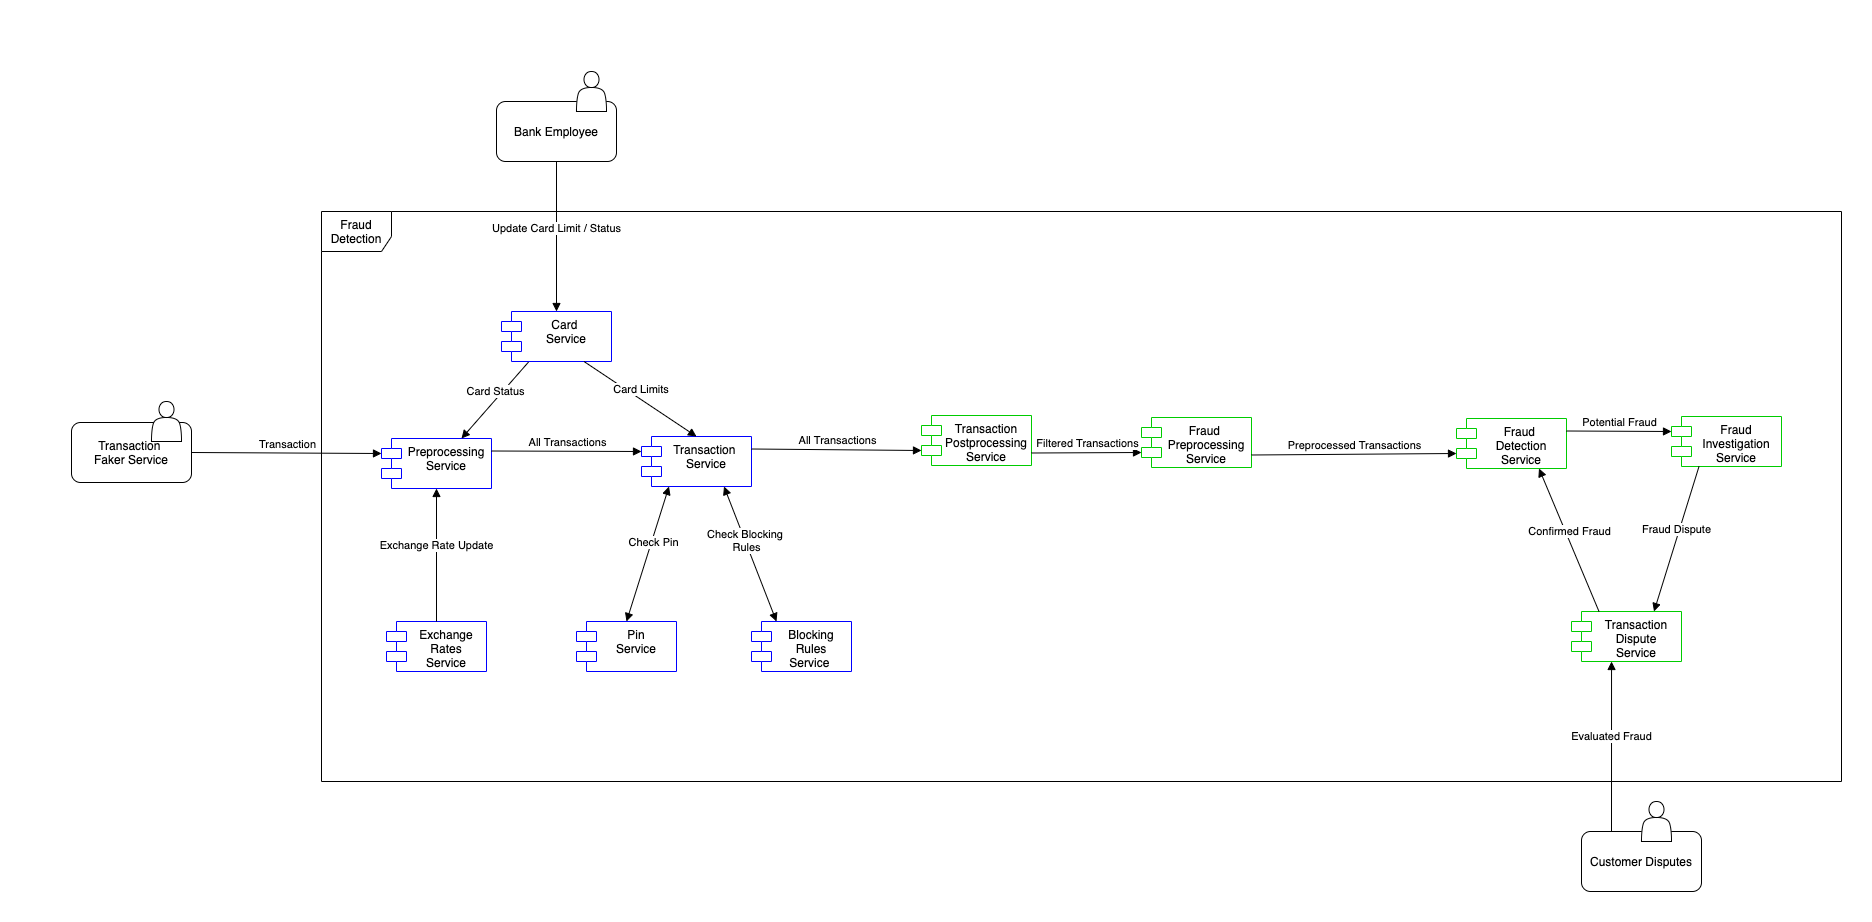 Bank Employee
Fraud
Detection
Update Card Limit / Status
Card
Service
Card Status
Card Limits
Transaction
Faker Service
Transaction
Preprocessing
Service
All Transactions
Transaction
Service
All Transactions
Transaction
Postprocessing
Service
Filtered Transactions
Fraud
Preprocessing
Service
Preprocessed Transactions
Fraud
Detection
Service
Potential Fraud
Fraud
Investigation
Service
Exchange Rate Update
Check Pin
Check Blocking
Rules
Confirmed Fraud
Fraud Dispute
Exchange
Rates
Service
Pin
Service
Blocking
Rules
Service
Transaction
Dispute
Service
Evaluated Fraud
Customer Disputes